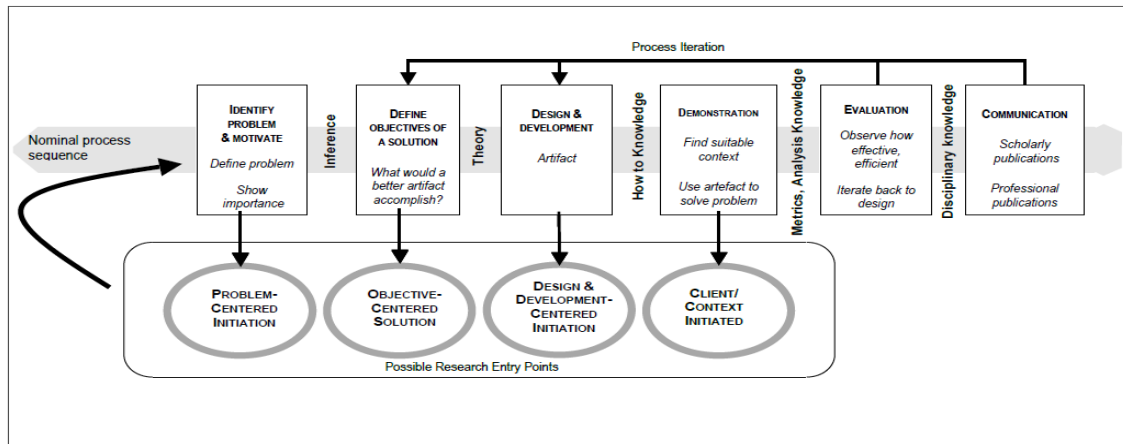 Process Iteration
Nominal process
sequence
IDENTIFY
PROBLEM
& MOTIVATE
Define problem
Show
importance
Inference
DEFINE
OBJECTIVES OF
A SOLUTION
What would a
better artifact
accomplish?
Theory
DESIGN &
DEVELOPMENT
Artifact
How to Knowledge
DEMONSTRATION
Find suitable
context
Use artefact to
solve problem
Metrics, Analysis Knowledge
EVALUATION
Observe how
effective,
efficient
Iterate back to
design
Disciplinary knowledge
COMMUNICATION
Scholarly
publications
Professional
publications
PROBLEM-
CENTERED
INITIATION
OBJECTIVE-
CENTERED
SOLUTION
DESIGN &
DEVELOPMENT-
CENTERED
INITIATION
CLIENT/
CONTEXT
INITIATED
Possible Research Entry Points